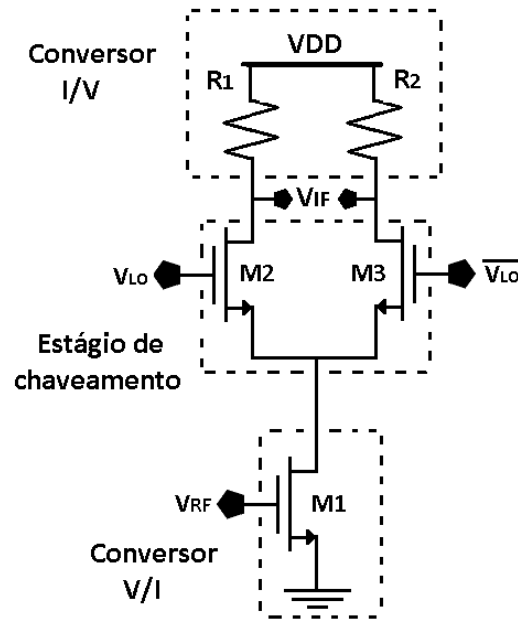 Conversor
I/V
VDD
R1
R2
VIF
VLO
M2
M3
VLO
Estágio de
chaveamento
VRF
M1
Conversor
V/I